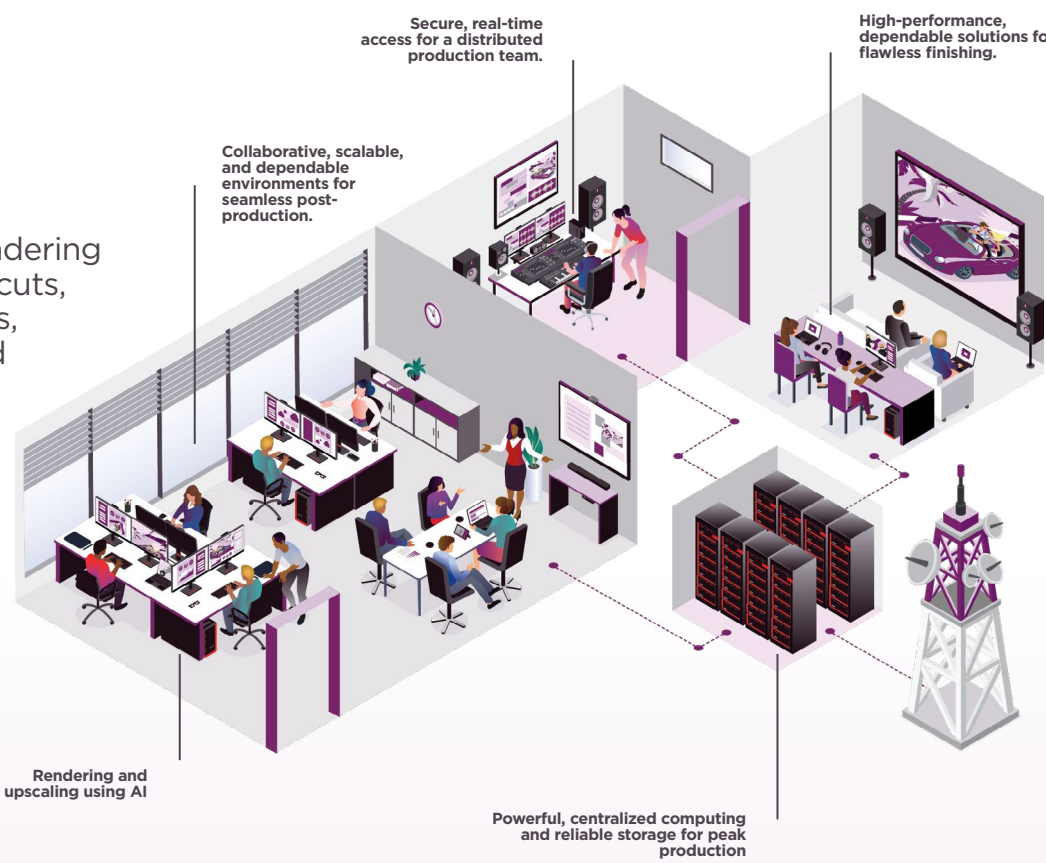 Secure, real-time
access for a distributed
production team.
High-performance,
dependable solutions
flawless finishing.
Collaborative, scalable,
and dependable
environments for
seamless post-
production.
cuts,
Rendering and
upscaling using AI
Powerful, centralized computing
and reliable storage for peak
production